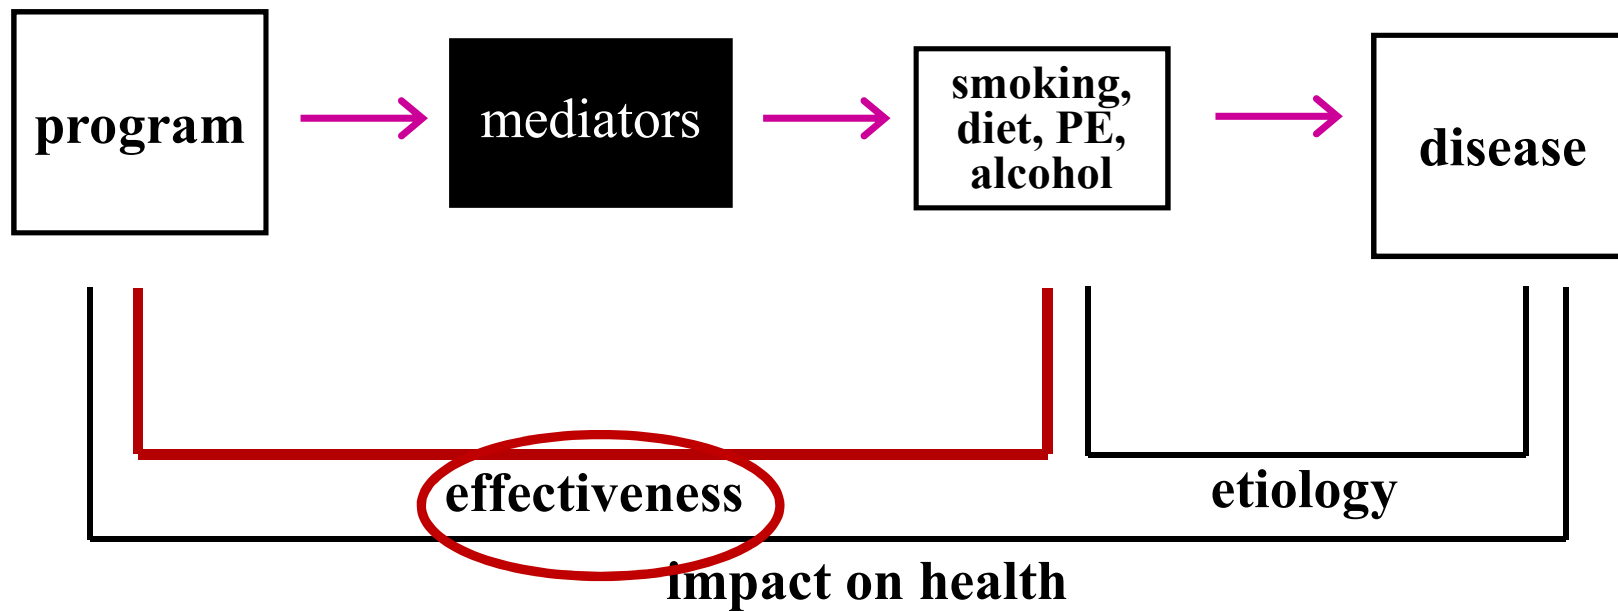 program
mediators
smoking,
diet, PE,
alcohol
disease
effectiveness
etiology
impact on health